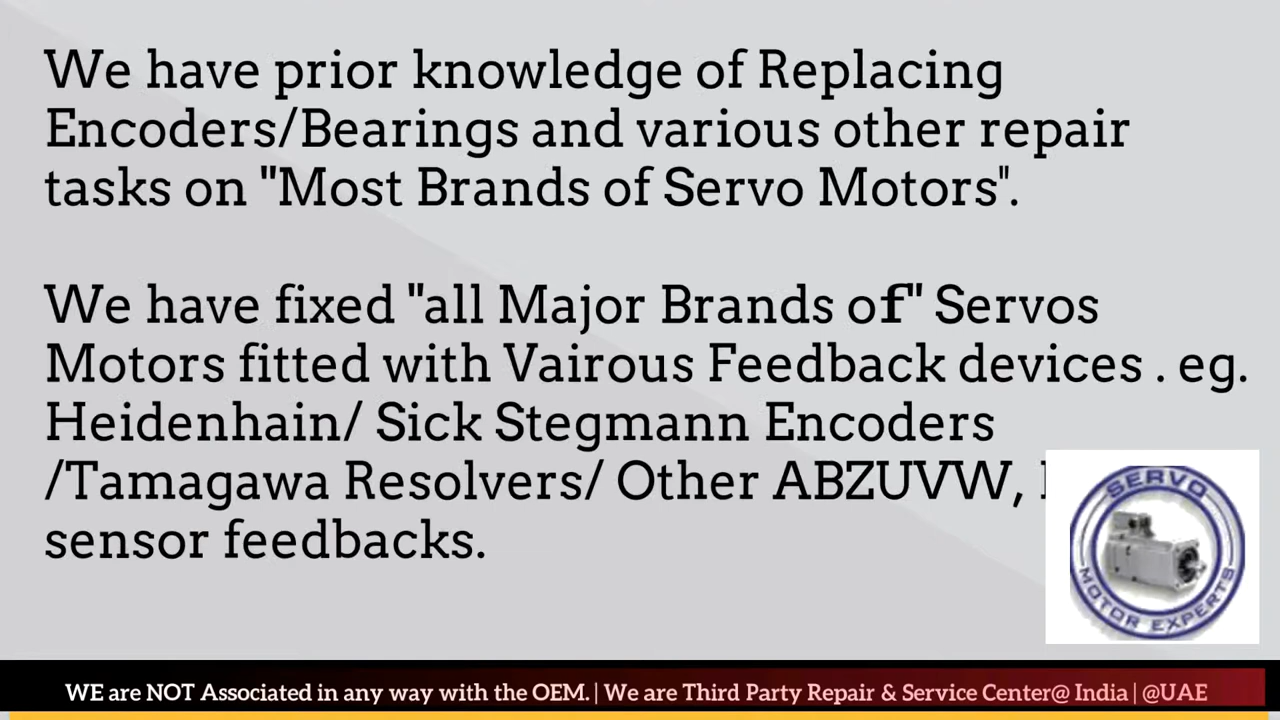 We have prior knowledge of Replacing
Encoders/Bearings and various other repair
tasks on "Most Brands of Servo Motors".
We have fixed "all Major Brands of" Servos
Motors fitted with Vairous Feedback devices . eg.
Heidenhain/ Sick Stegmann Encoders
/Tamagawa Resolvers/ Other ABZUVW,
sensor feedbacks.
SERVO
MOTOR EXPERTS
WE are NOT Associated in any way with the OEM. | We are Third Party Repair & Service Center@ India | @UAE